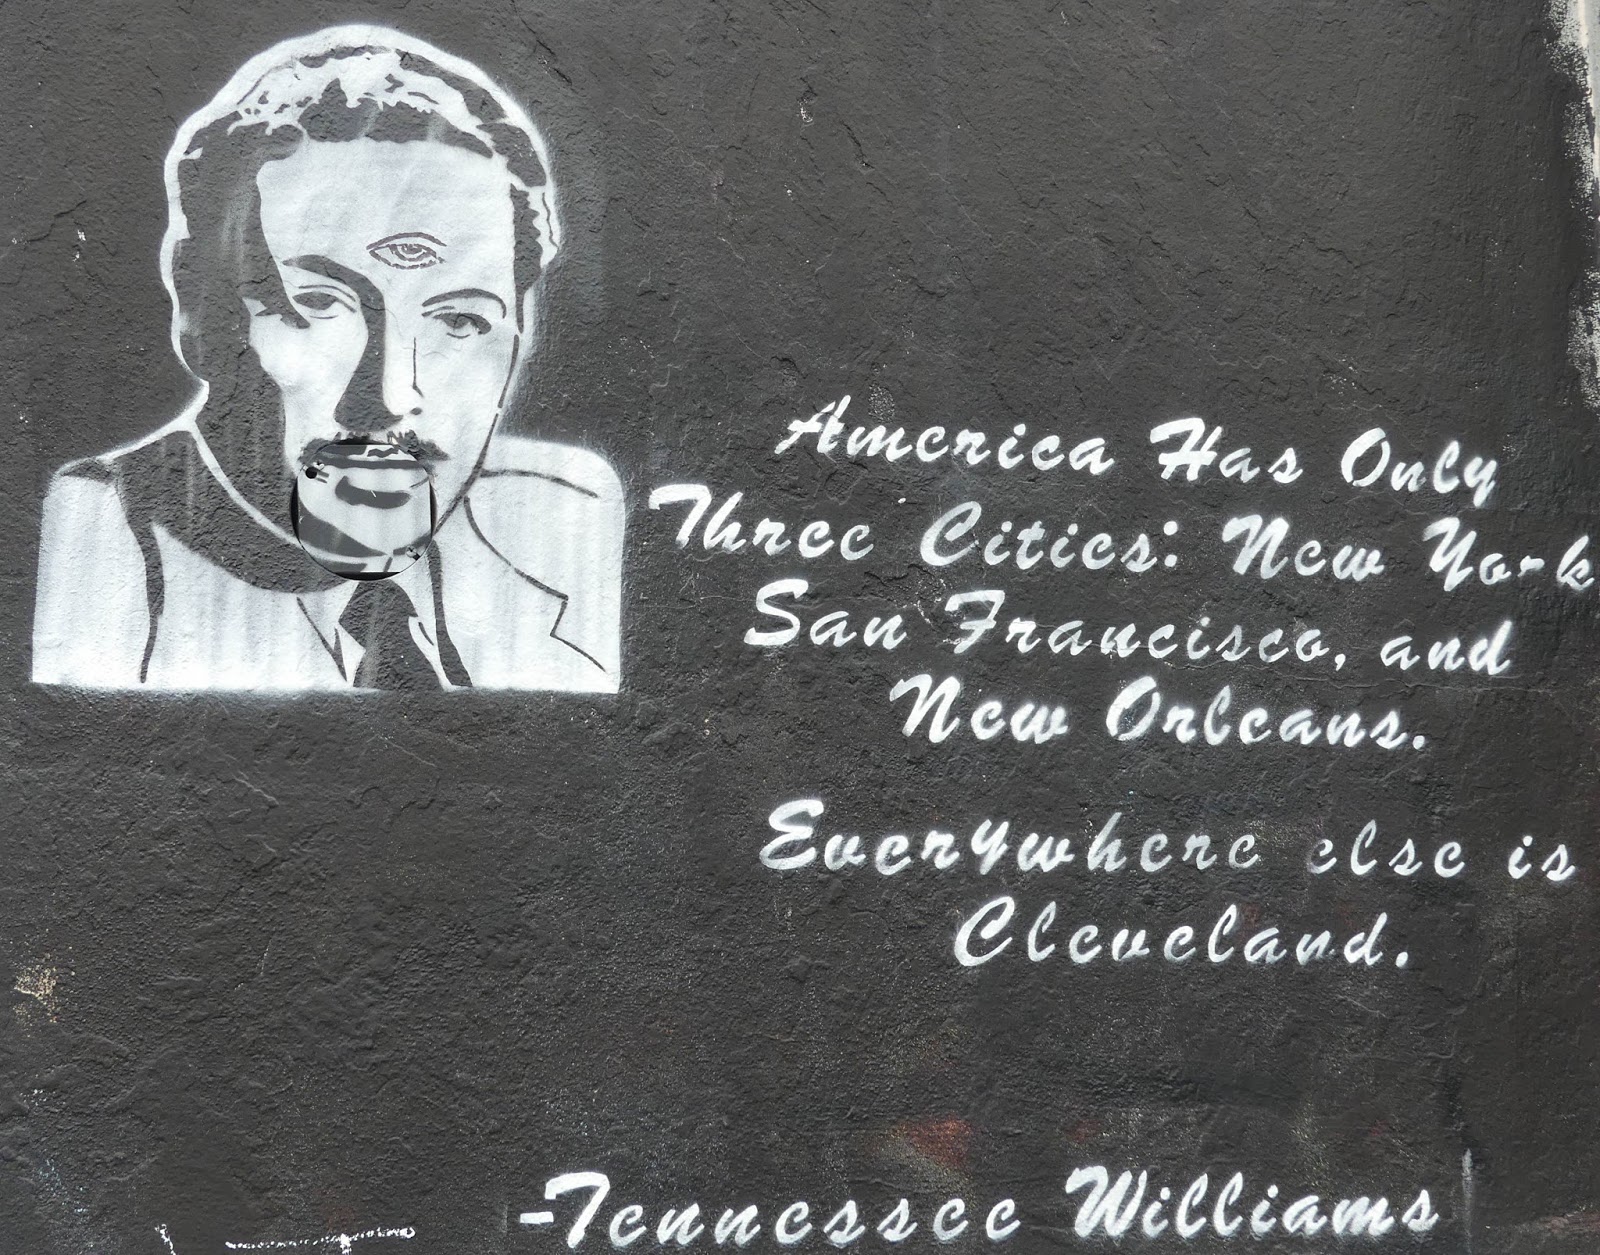 America Has Only
Three Cities: New York
San Francisco, and
New Orleans.
Everywhere else is
Cleveland.
-Tennessee Williams